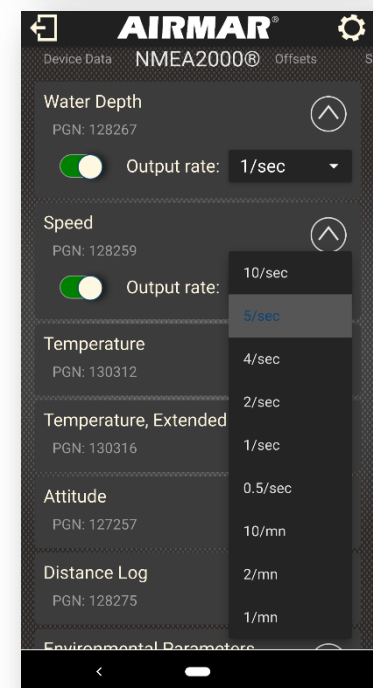 AIRMAR®
Device Data NMEA2000® Offsets S
Water Depth
PGN: 128267
Output rate: 1/sec
Speed
PGN: 128259
Output rate:
10/sec
5/sec
4/sec
2/sec
1/sec
0.5/sec
10/mn
2/mn
1/mn
Temperature
PGN: 130312
Temperature, Extended
PGN: 130316
Attitude
PGN: 127257
Distance Log
PGN: 128275
Environmental Parameters